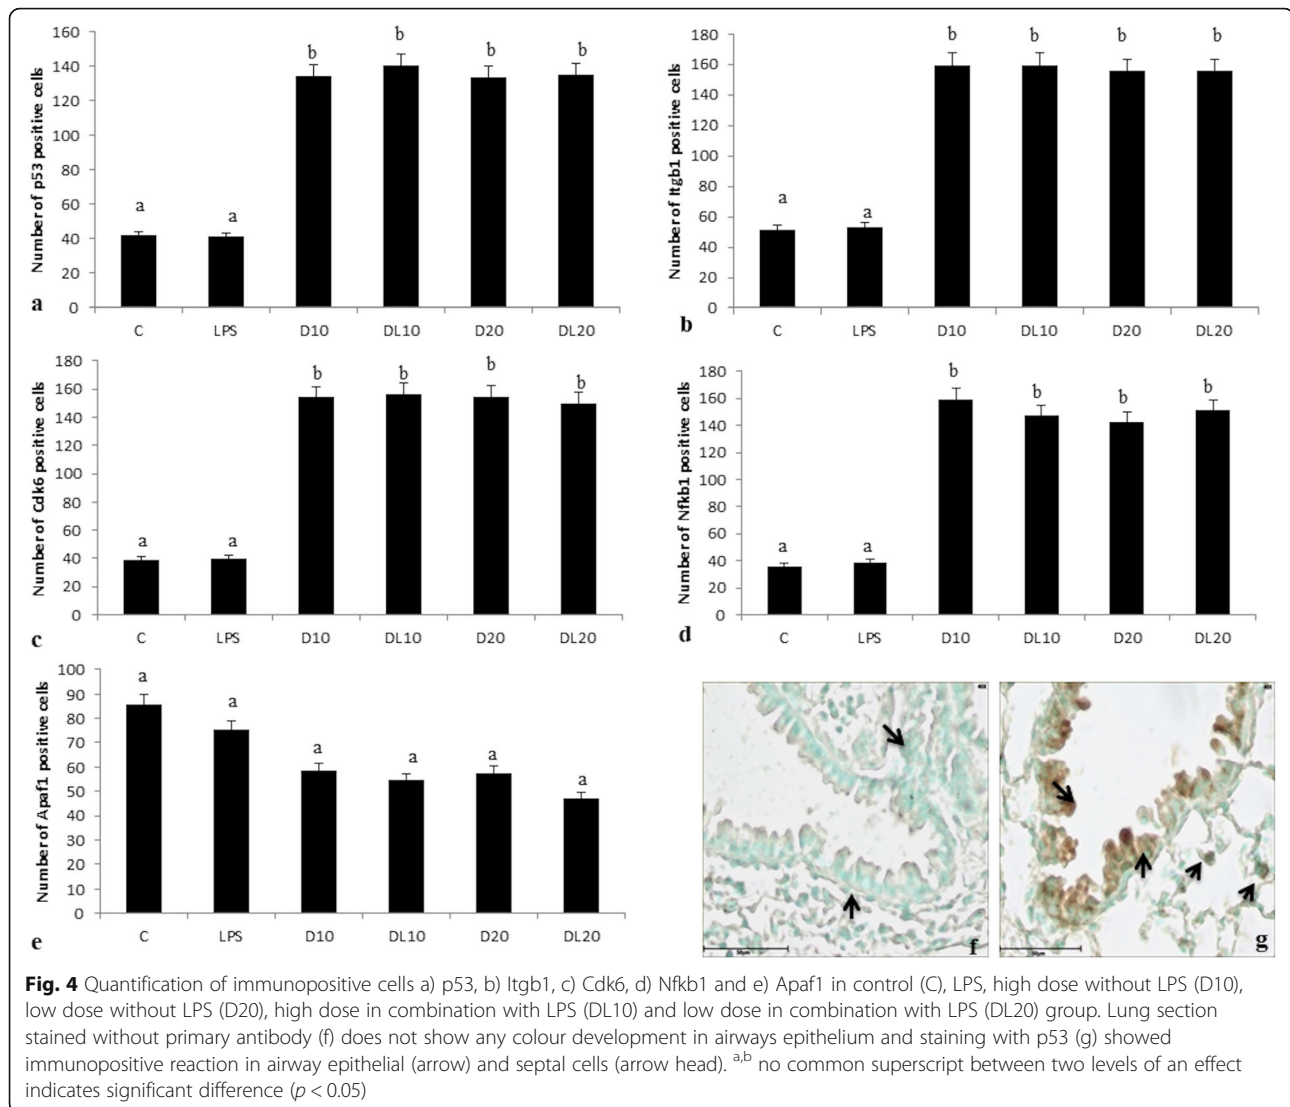 160
140
120
100
80
60
40
20
0
Number of p53 positive cells
a
a
b
b
b
b
C LPS D10 DL10 D20 DL20
a
180
160
140
120
100
80
60
40
20
0
Number of Itgb1 positive cells
a
a
b
b
b
b
C LPS D10 DL10 D20 DL20
b
180
160
140
120
100
80
60
40
20
0
Number of Cdk6 positive cells
a
a
b
b
b
b
C LPS D10 DL10 D20 DL20
c
180
160
140
120
100
80
60
40
20
0
Number of Nfkb1 positive cells
a
a
b
b
b
b
C LPS D10 DL10 D20 DL20
d
100
90
80
70
60
50
40
30
20
10
0
Number of Apaf1 positive cells
a
a
a
a
a
a
C LPS D10 DL10 D20 DL20
e
f
g
Fig. 4 Quantification of immunopositive cells a) p53, b) Itgb1, c) Cdk6, d) Nfkb1 and e) Apaf1 in control (C), LPS, high dose without LPS (D10),
low dose without LPS (D20), high dose in combination with LPS (DL10) and low dose in combination with LPS (DL20) group. Lung section
stained without primary antibody (f) does not show any colour development in airways epithelium and staining with p53 (g) showed
immunopositive reaction in airway epithelial (arrow) and septal cells (arrow head). a,b no common superscript between two levels of an effect
indicates significant difference (p < 0.05)